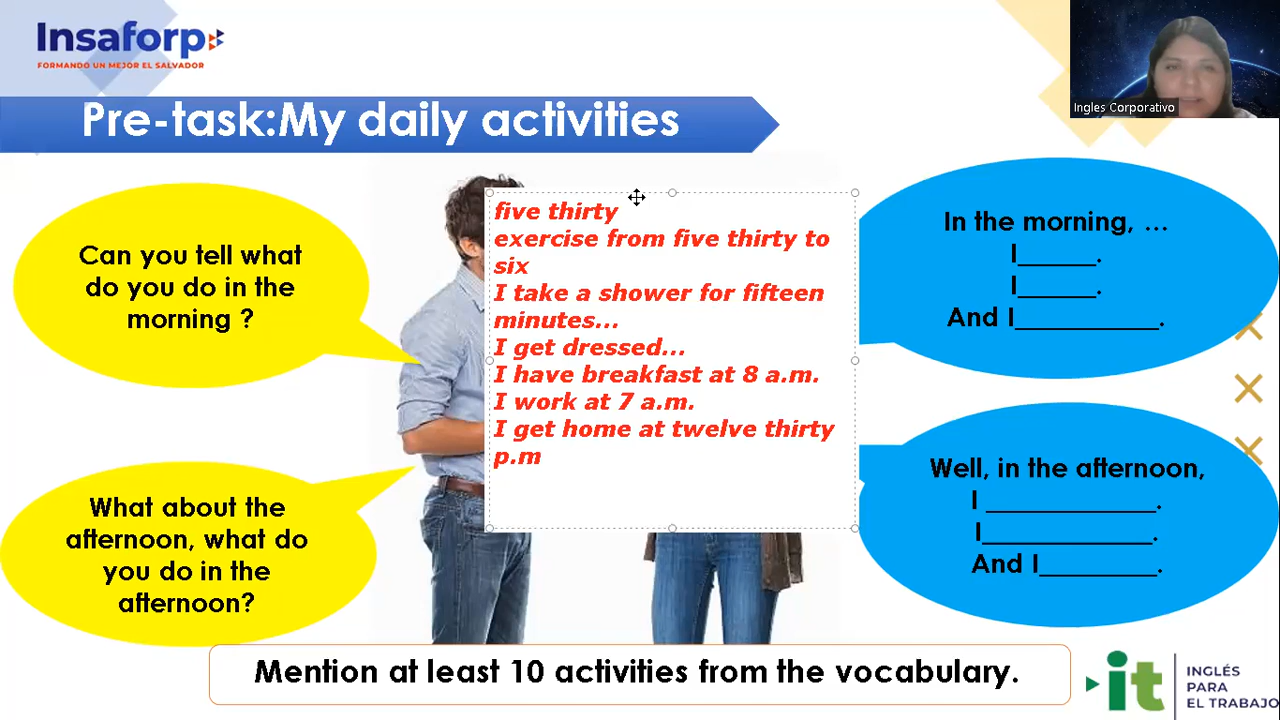 Insaforp
FORMANDO UN MEJOR EL SALVADOR
Ingles Corporativo
Pre-task:My daily activities
Can you tell what
do you do in the
morning ?
five thirty
exercise from five thirty to
six
I take a shower for fifteen
minutes...
I get dressed...
I have breakfast at 8 a.m.
I work at 7 a.m.
I get home at twelve thirty
p.m
In the morning, ...
I______.
I______.
And I___________.
What about the
afternoon, what do
you do in the
afternoon?
Well, in the afternoon,
I _____________.
I_____________.
And I_________.
Mention at least 10 activities from the vocabulary.
it
INGLÉS
PARA
EL TRABAJO